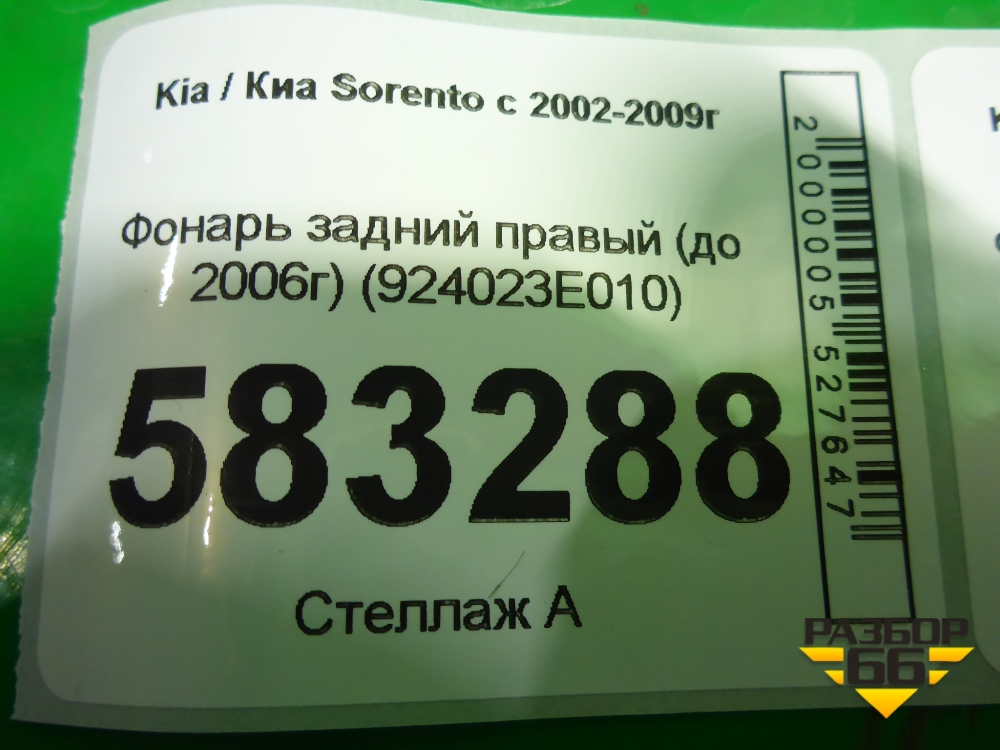 Kia / Киа Sorento с 2002-2009г
Фонарь задний правый (до
2006г) (924023E010)
583288
Стеллаж А
2000005527647
РАЗБОР
66